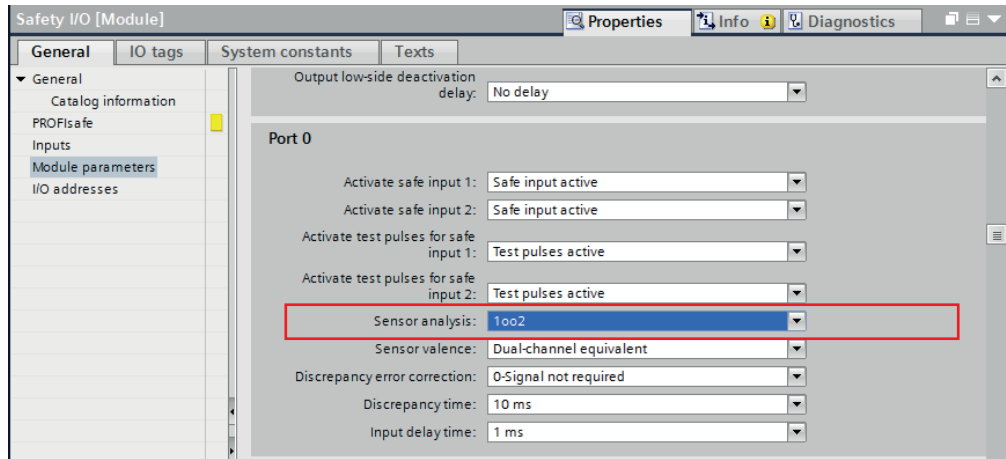 Safety I/O [Module]
Properties
Info
Diagnostics
General
IO tags
System constants
Texts
General
Catalog information
PROFIsafe
Inputs
Module parameters
I/O addresses
Output low-side deactivation
delay: No delay
Port 0
Activate safe input 1: Safe input active
Activate safe input 2: Safe input active
Activate test pulses for safe
input 1: Test pulses active
Activate test pulses for safe
input 2: Test pulses active
Sensor analysis: 1oo2
Sensor valence: Dual-channel equivalent
Discrepancy error correction: 0-Signal not required
Discrepancy time: 10 ms
Input delay time: 1 ms